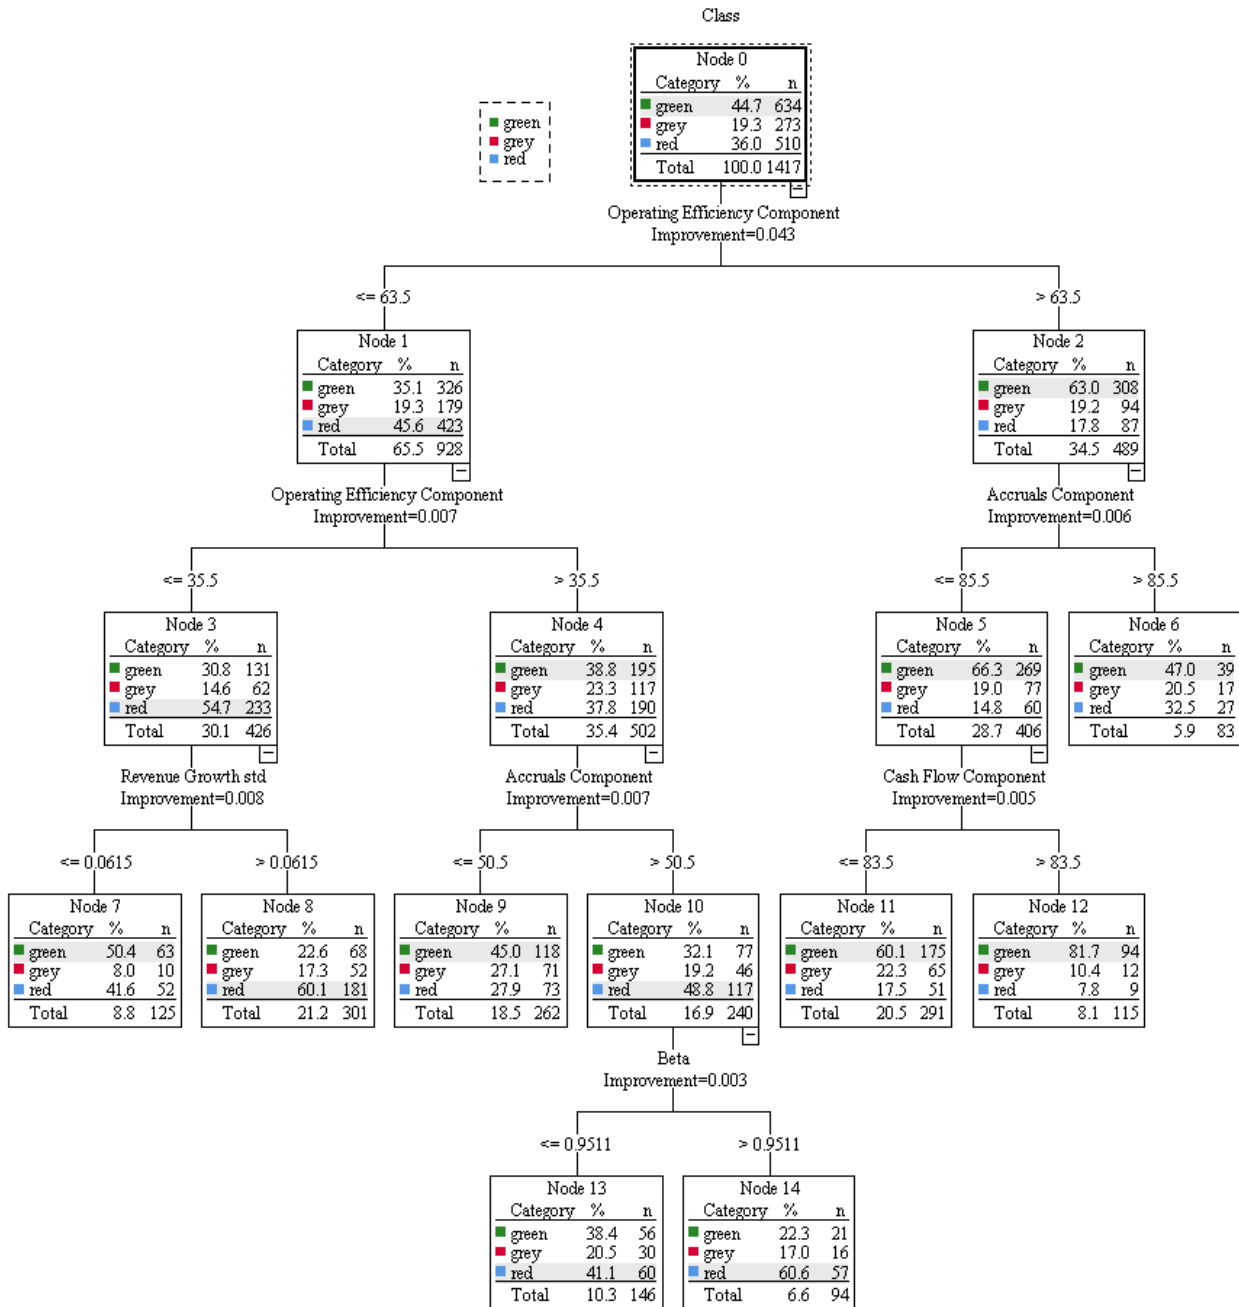 Class
green
grey
red
Node 0
Category % n
green 44.7 634
grey 19.3 273
red 36.0 510
Total 100.0 1417
Operating Efficiency Component
Improvement=0.043
<= 63.5
> 63.5
Node 1
Category % n
green 35.1 326
grey 19.3 179
red 45.6 423
Total 65.5 928
Node 2
Category % n
green 63.0 308
grey 19.2 94
red 17.8 87
Total 34.5 489
Operating Efficiency Component
Improvement=0.007
Accruals Component
Improvement=0.006
<= 35.5
> 35.5
<= 85.5
> 85.5
Node 3
Category % n
green 30.8 131
grey 14.6 62
red 54.7 233
Total 30.1 426
Node 4
Category % n
green 38.8 195
grey 23.3 117
red 37.8 190
Total 35.4 502
Node 5
Category % n
green 66.3 269
grey 19.0 77
red 14.8 60
Total 28.7 406
Node 6
Category % n
green 47.0 39
grey 20.5 17
red 32.5 27
Total 5.9 83
Revenue Growth std
Improvement=0.008
Accruals Component
Improvement=0.007
Cash Flow Component
Improvement=0.005
<= 0.0615
> 0.0615
<= 50.5
> 50.5
<= 83.5
> 83.5
Node 7
Category % n
green 50.4 63
grey 8.0 10
red 41.6 52
Total 8.8 125
Node 8
Category % n
green 22.6 68
grey 17.3 52
red 60.1 181
Total 21.2 301
Node 9
Category % n
green 45.0 118
grey 27.1 71
red 27.9 73
Total 18.5 262
Node 10
Category % n
green 32.1 77
grey 19.2 46
red 48.8 117
Total 16.9 240
Node 11
Category % n
green 60.1 175
grey 22.3 65
red 17.5 51
Total 20.5 291
Node 12
Category % n
green 81.7 94
grey 10.4 12
red 7.8 9
Total 8.1 115
Beta
Improvement=0.003
<= 0.9511
> 0.9511
Node 13
Category % n
green 38.4 56
grey 20.5 30
red 41.1 60
Total 10.3 146
Node 14
Category % n
green 22.3 21
grey 17.0 16
red 60.6 57
Total 6.6 94